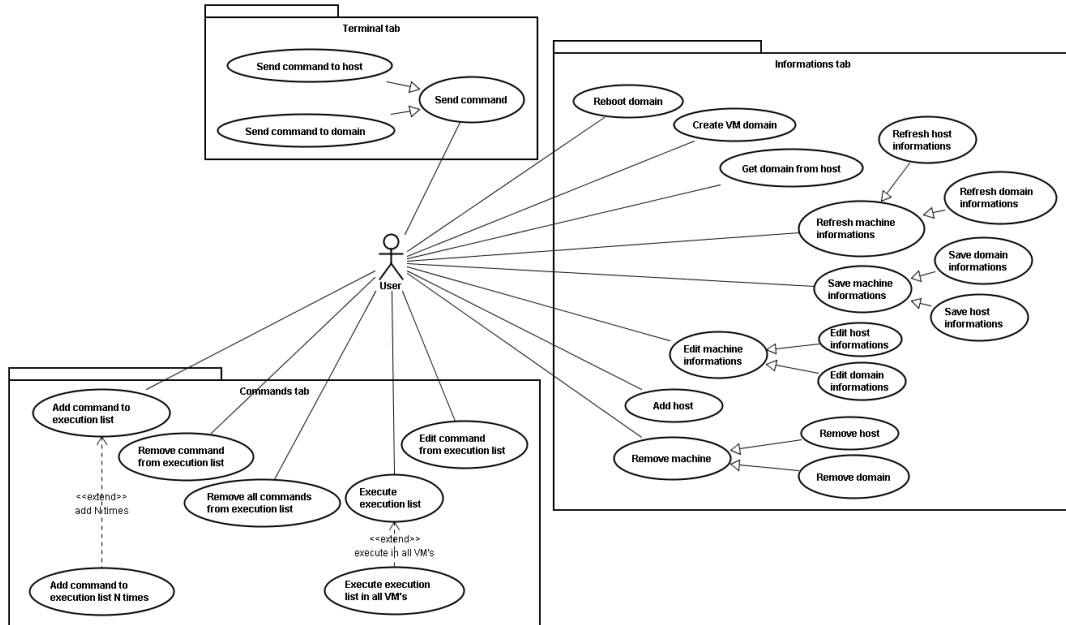 Terminal tab
Send command to host
Send command
Send command to domain
Informations tab
Reboot domain
Create VM domain
Get domain from host
Refresh host
informations
Refresh domain
informations
Refresh machine
informations
Save domain
informations
Save machine
informations
Save host
informations
Edit host
informations
Edit machine
informations
Edit domain
informations
Add host
Remove host
Remove machine
Remove domain
User
Commands tab
Add command to
execution list
Remove command
from execution list
Edit command
from execution list
Remove all commands
from execution list
Execute
execution list
<<extend>>
add N times
<<extend>>
execute in all VM's
Add command to
execution list N times
Execute execution
list in all VM's